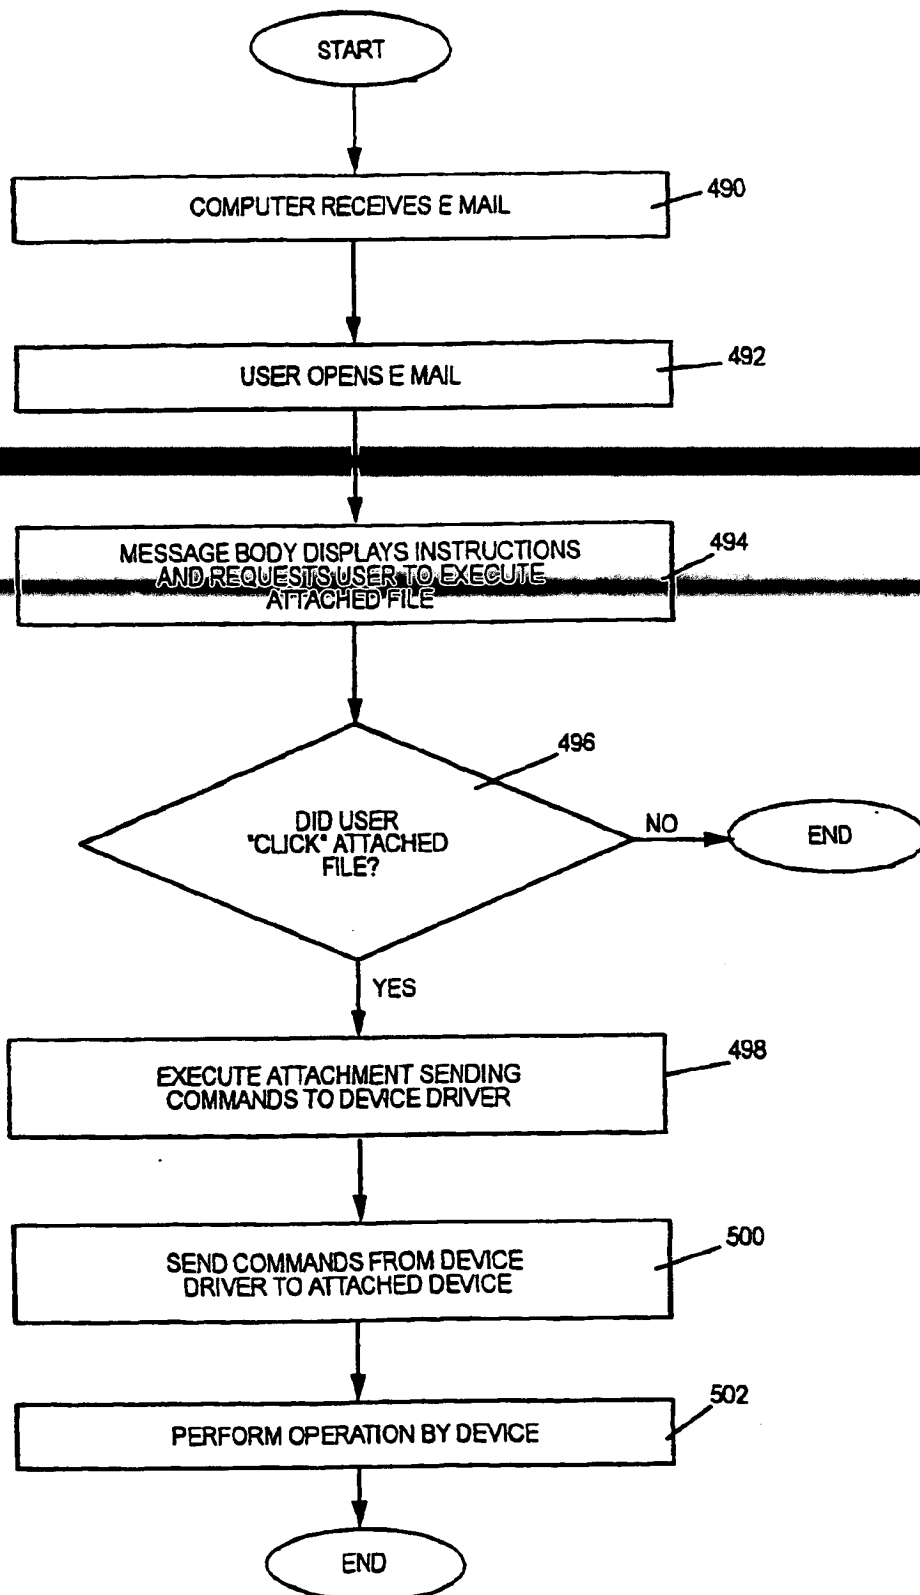 START
COMPUTER RECEIVES E MAIL
490
USER OPENS E MAIL
492
MESSAGE BODY DISPLAYS INSTRUCTIONS
AND REQUESTS USER TO EXECUTE
ATTACHED FILE
494
496
DID USER
"CLICK" ATTACHED
FILE?
NO
END
YES
EXECUTE ATTACHMENT SENDING
COMMANDS TO DEVICE DRIVER
498
SEND COMMANDS FROM DEVICE
DRIVER TO ATTACHED DEVICE
500
PERFORM OPERATION BY DEVICE
502
END